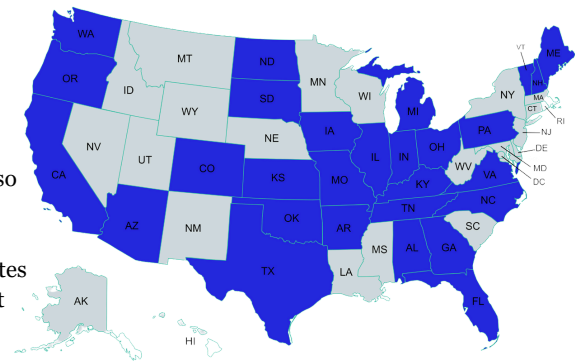 WA
ME
VT
MT
ND
OR
MN
NH
ID
SD
WI
NY
MA
MI
CT
RI
WY
IA
PA
NJ
NE
OH
DE
NV
IL
IN
UT
MD
CO
WV
VA
DC
CA
KS
MO
KY
so
NC
TN
OK
AZ
NM
AR
SC
MS
AL
GA
tes
TX
LA
t
AK
FL
HI